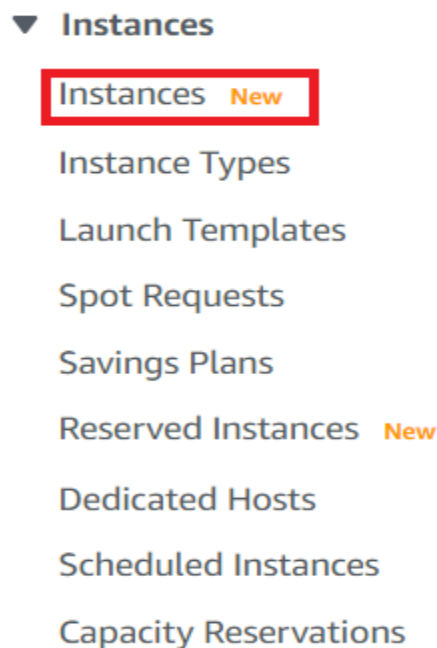 Instances
Instances New
Instance Types
Launch Templates
Spot Requests
Savings Plans
Reserved Instances New
Dedicated Hosts
Scheduled Instances
Capacity Reservations